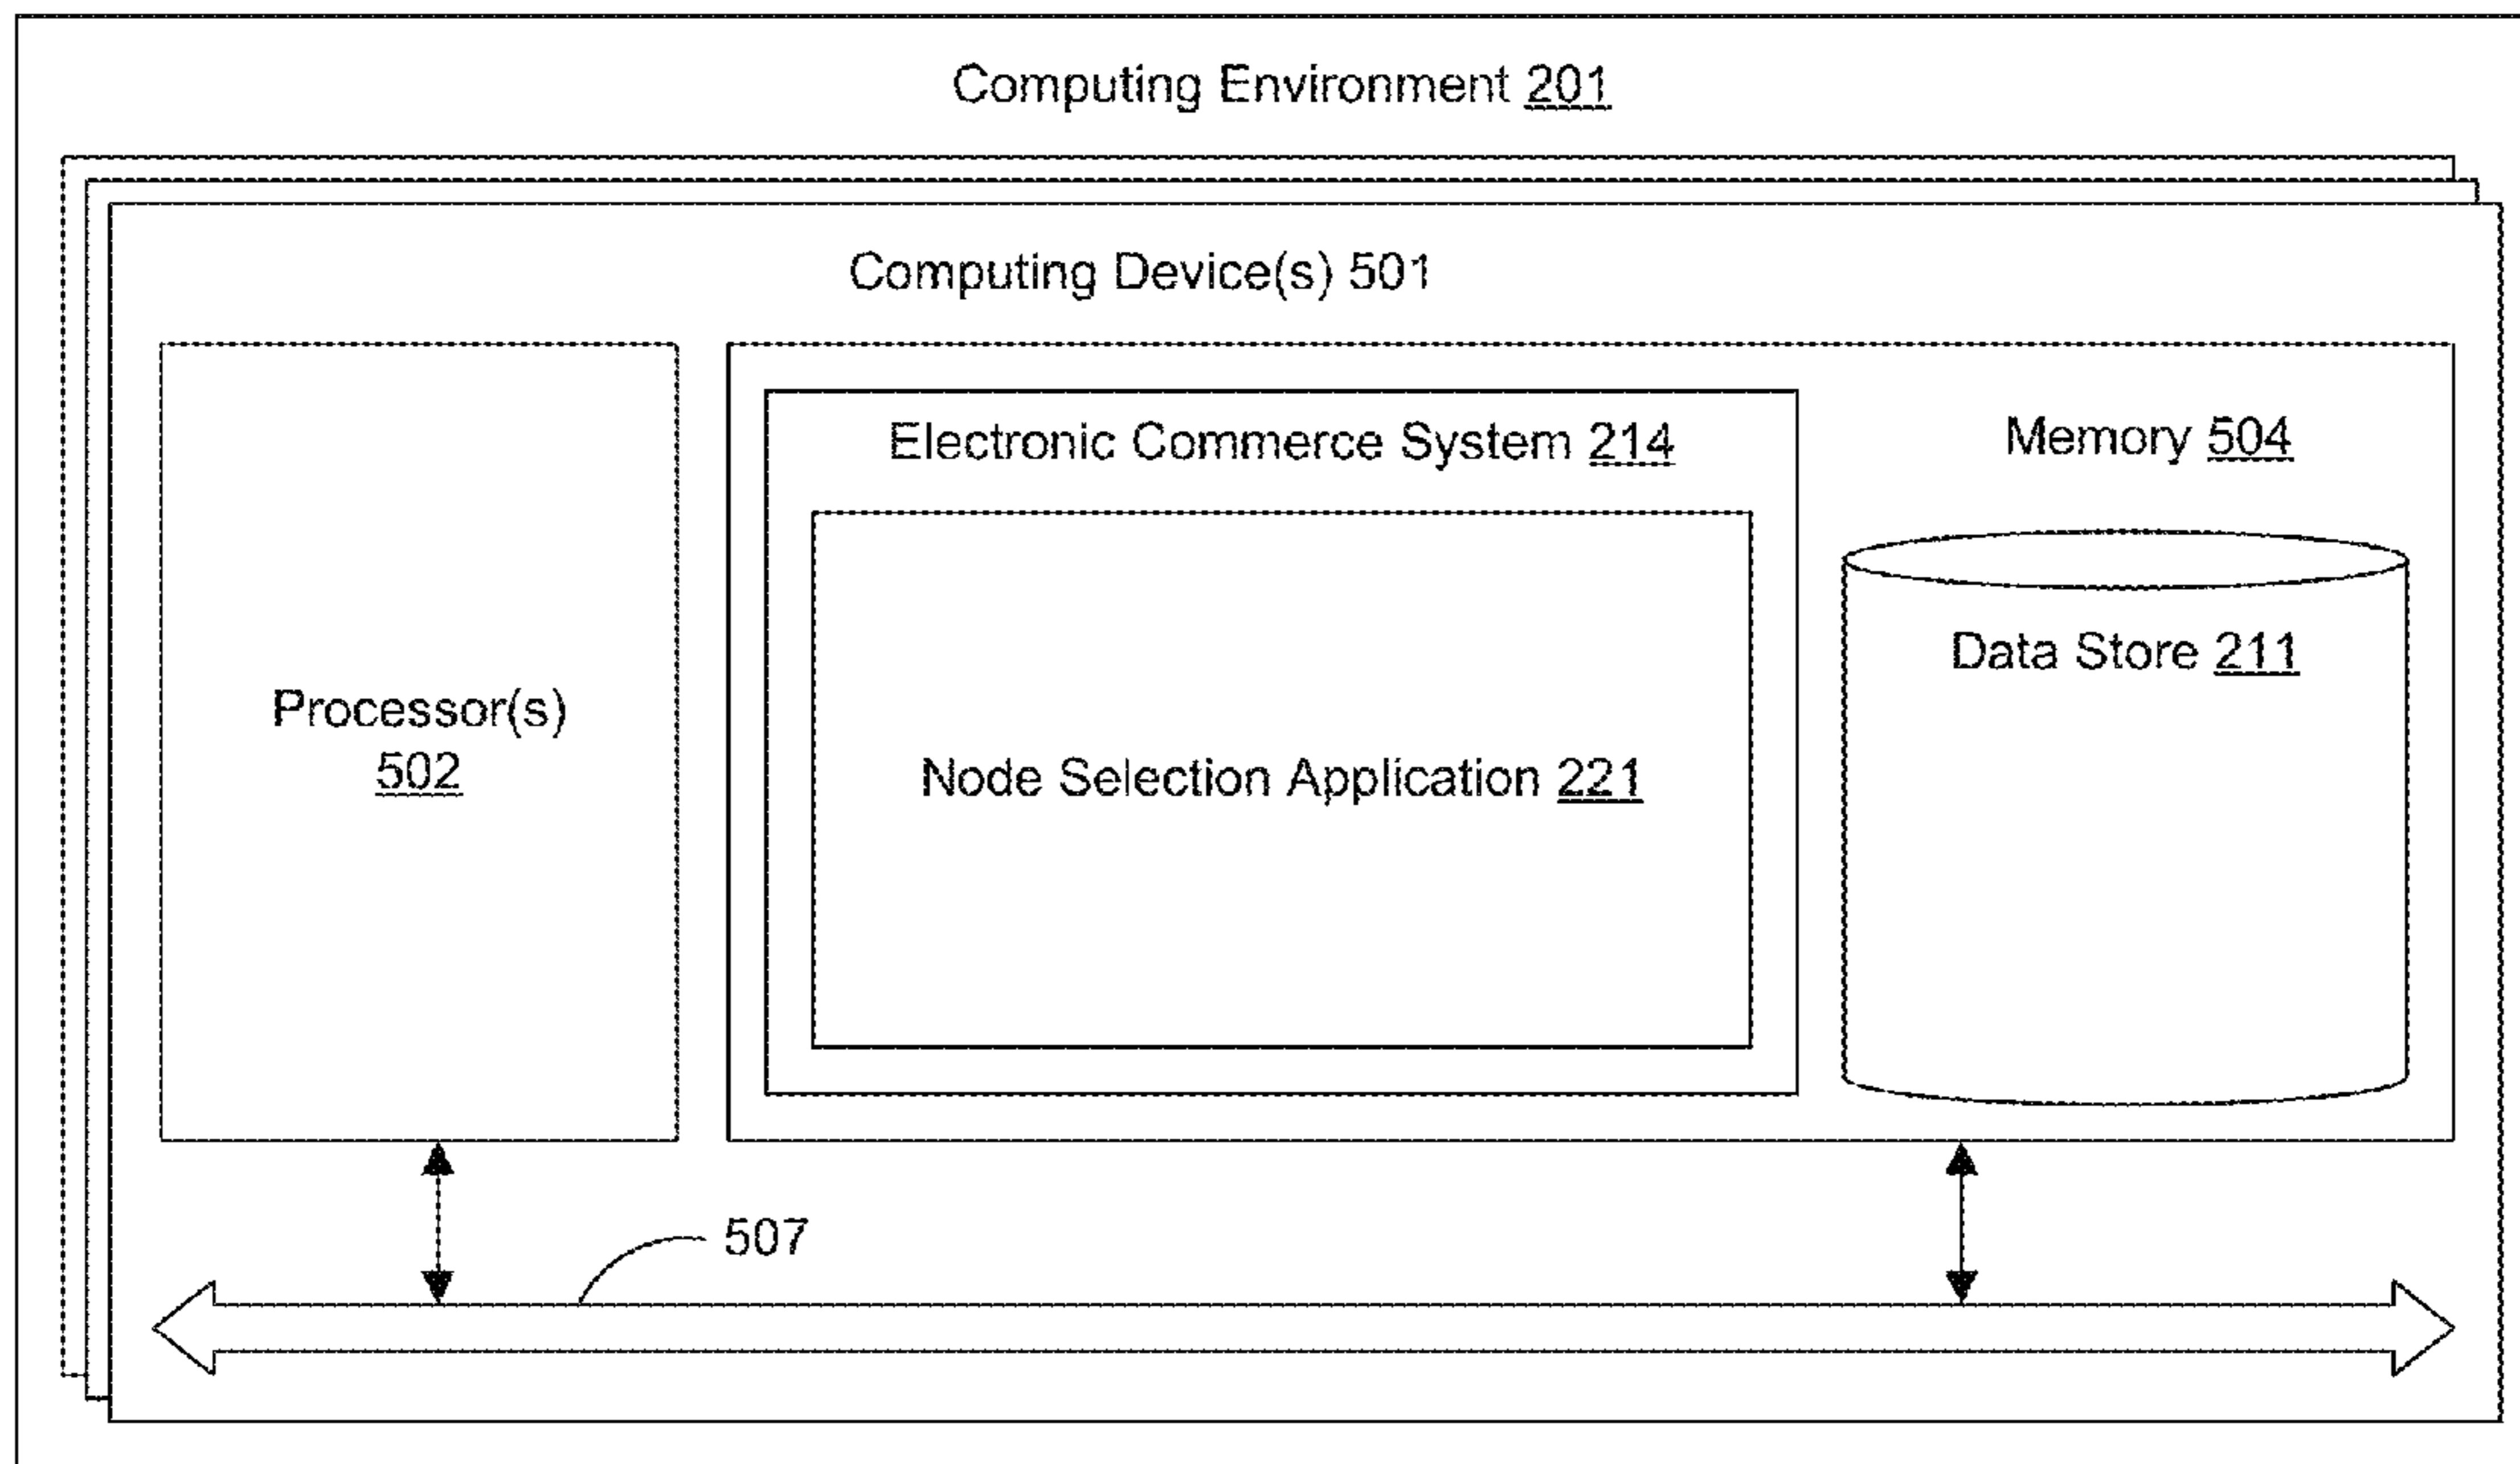 Computing Environment 201
Computing Device(s) 501
Electronic Commerce System 214
Memory 504
Data Store 211
Processor(s)
502
Node Selection Application 221
507